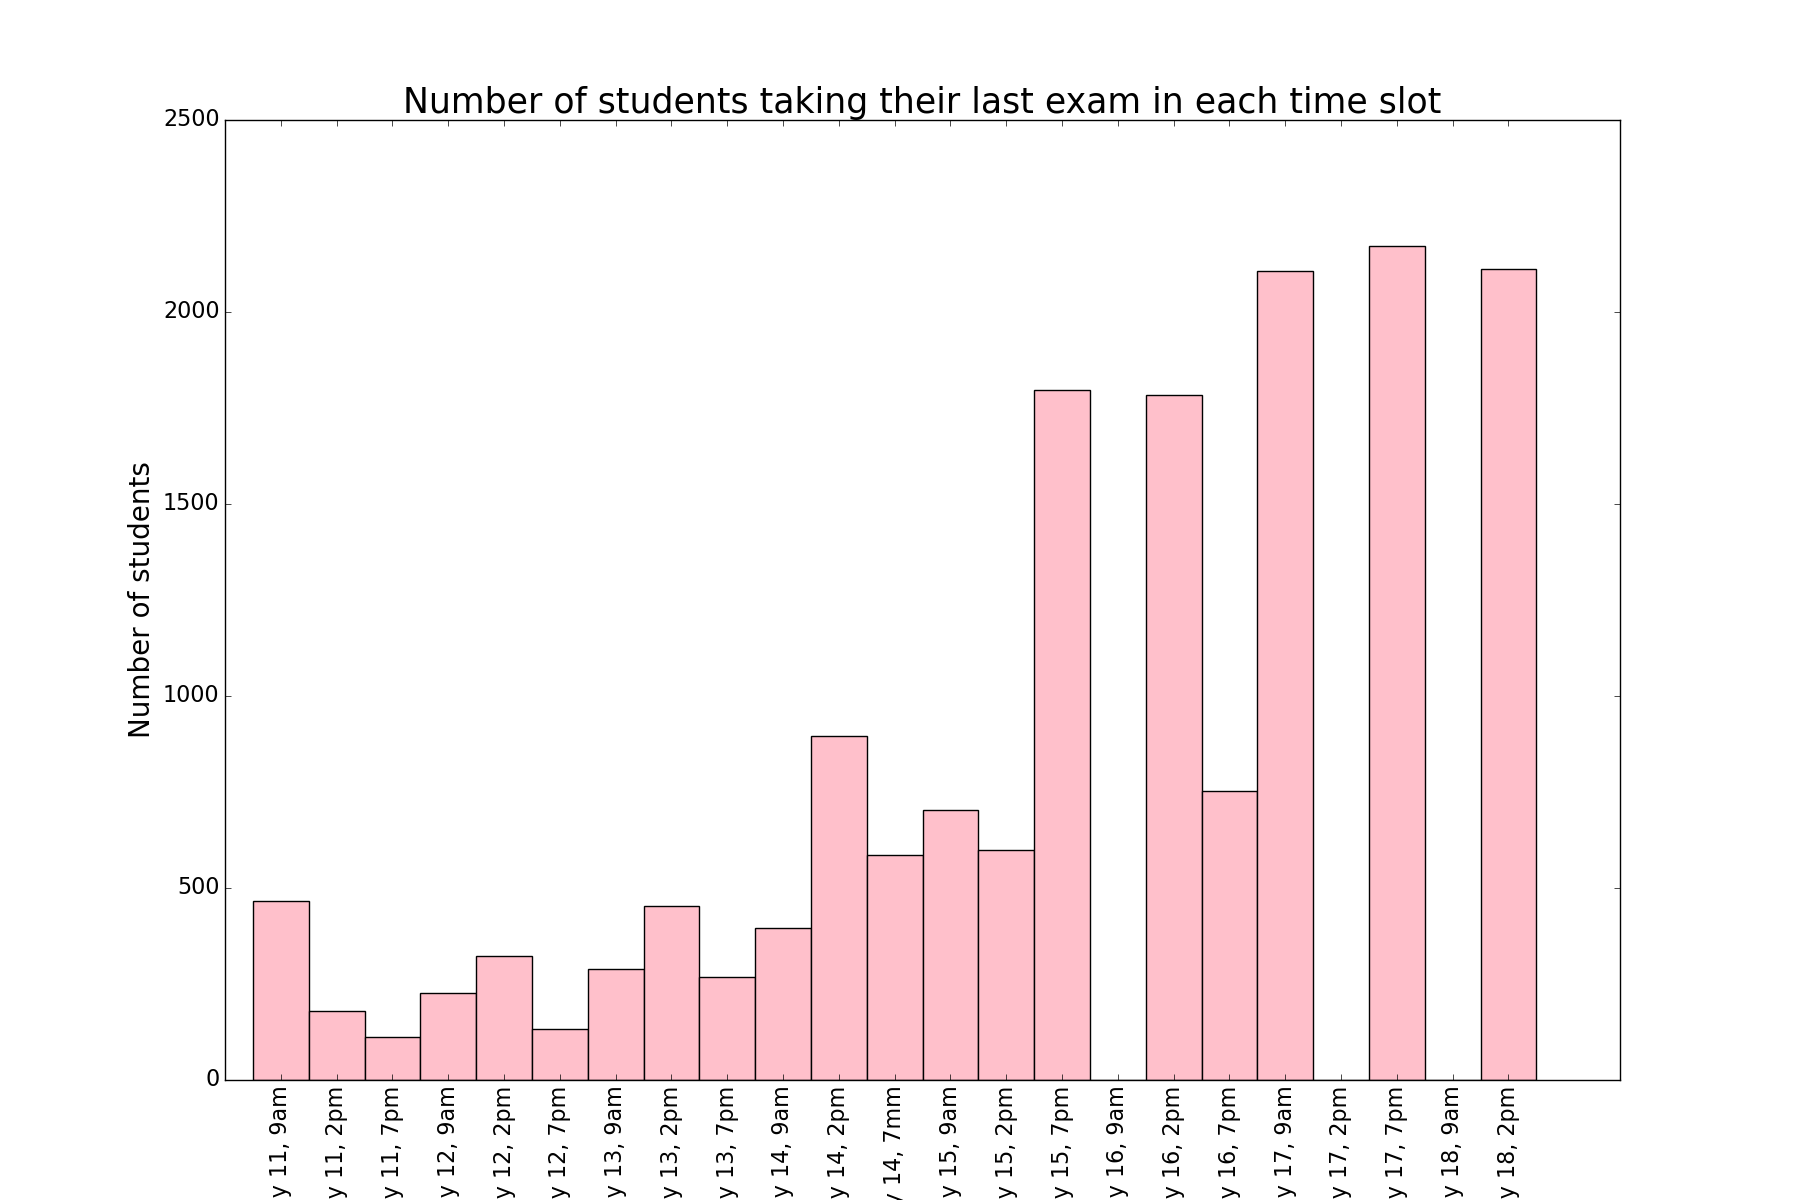 Number of students taking their last exam in each time slot
Number of students
2500
2000
1500
1000
500
0
y 11, 9am
y 11, 2pm
y 11, 7pm
y 12, 9am
y 12, 2pm
y 12, 7pm
y 13, 9am
y 13, 2pm
y 13, 7pm
y 14, 9am
y 14, 2pm
y 14, 7mm
y 15, 9am
y 15, 2pm
y 15, 7pm
y 16, 9am
y 16, 2pm
y 16, 7pm
y 17, 9am
y 17, 2pm
y 17, 7pm
y 18, 9am
y 18, 2pm